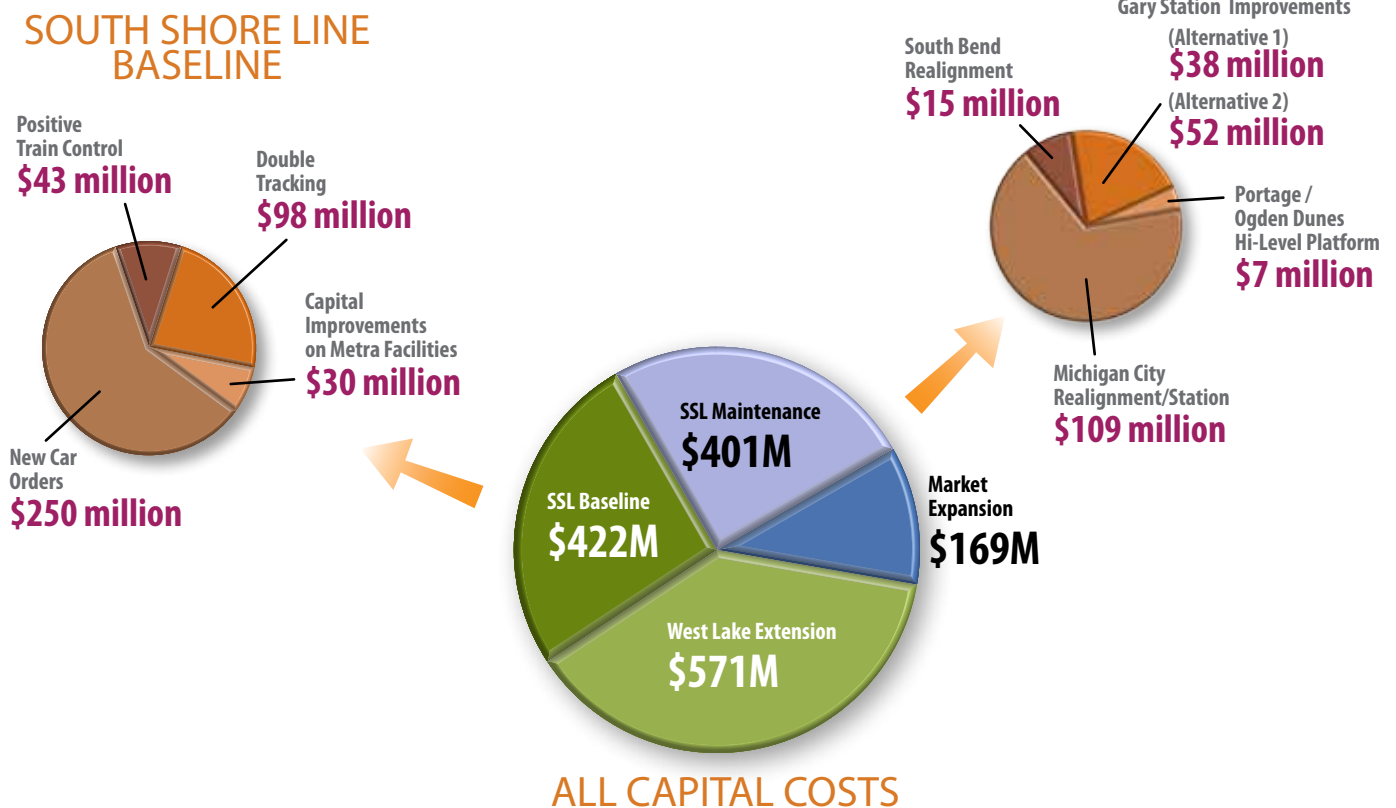 SOUTH SHORE LINE
BASELINE
Positive
Train Control
$43 million
Double
Tracking
$98 million
Capital
Improvements
on Metra Facilities
$30 million
New Car
Orders
$250 million
Gary Station Improvements
(Alternative 1)
$38 million
(Alternative 2)
$52 million
South Bend
Realignment
$15 million
Portage /
Ogden Dunes
Hi-Level Platform
$7 million
Michigan City
Realignment/Station
$109 million
SSL Maintenance
$401M
Market
Expansion
$169M
SSL Baseline
$422M
West Lake Extension
$571M
ALL CAPITAL COSTS